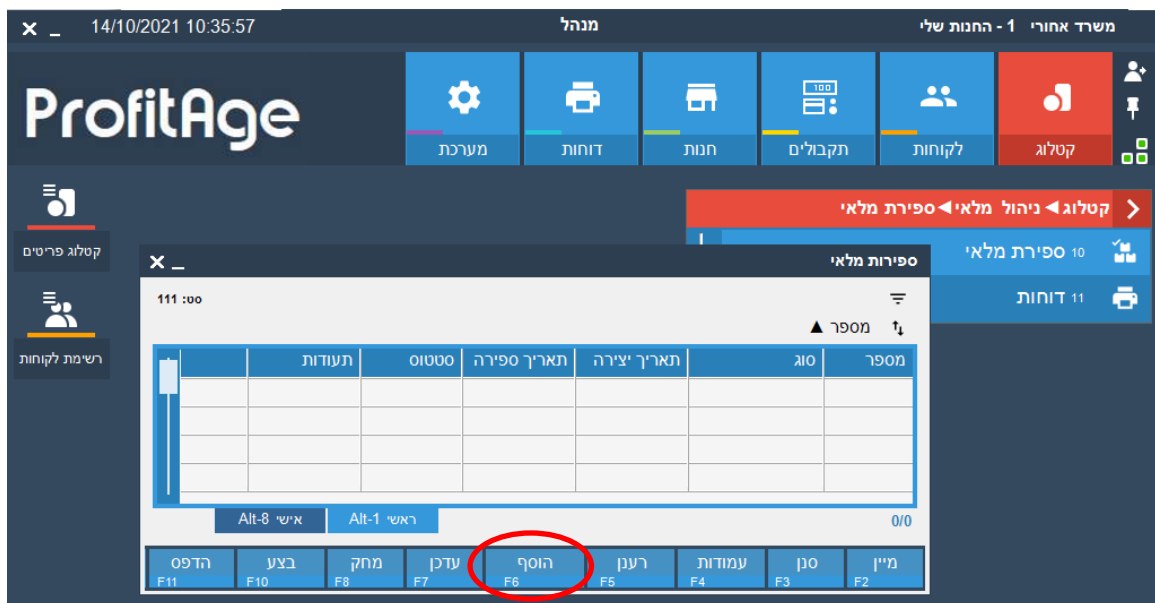 משרד אחורי 1 - החנות שלי
מנהל
14/10/2021 10:35:57
ProfitAge
קטלוג
לקוחות
תקבולים
חנות
דוחות
מערכת
קטלוג ◄ ניהול מלאי ◄ ספירת מלאי
10 ספירת מלאי
11 דוחות
קטלוג פריטים
רשימת לקוחות
ספירות מלאי
סט: 111
מספר ▲
מספר סוג תאריך יצירה תאריך ספירה סטטוס תעודות
ראשי Alt-1 אישי Alt-8
0/0
מיין F2
סנן F3
עמודות F4
רענן F5
הוסף F6
עדכן F7
מחק F8
בצע F10
הדפס F11